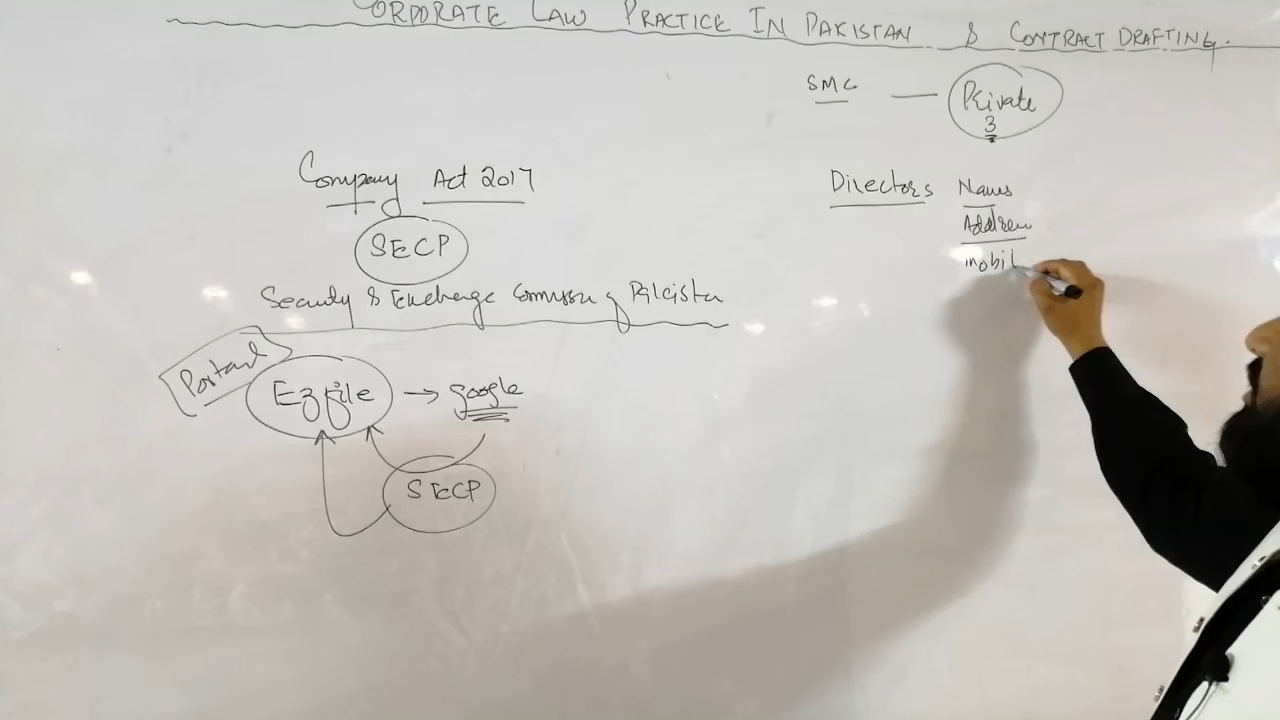 CORPORATE LAW PRACTICE IN PAKISTAN & CONTRACT DRAFTING.
SMC — Private
3
Company Act 2017
SECP
Security & Exchange Commission of Pakistan
Portal
Ezfile → google
SECP
Directors Names
Address
mobil